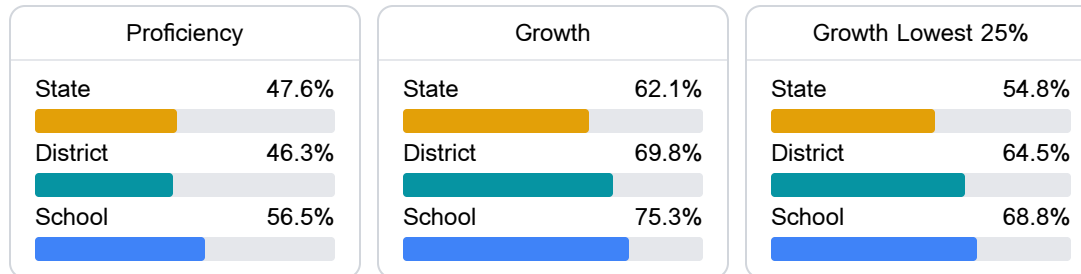 Proficiency
State 47.6%
District 46.3%
School 56.5%
Growth
State 62.1%
District 69.8%
School 75.3%
Growth Lowest 25%
State 54.8%
District 64.5%
School 68.8%